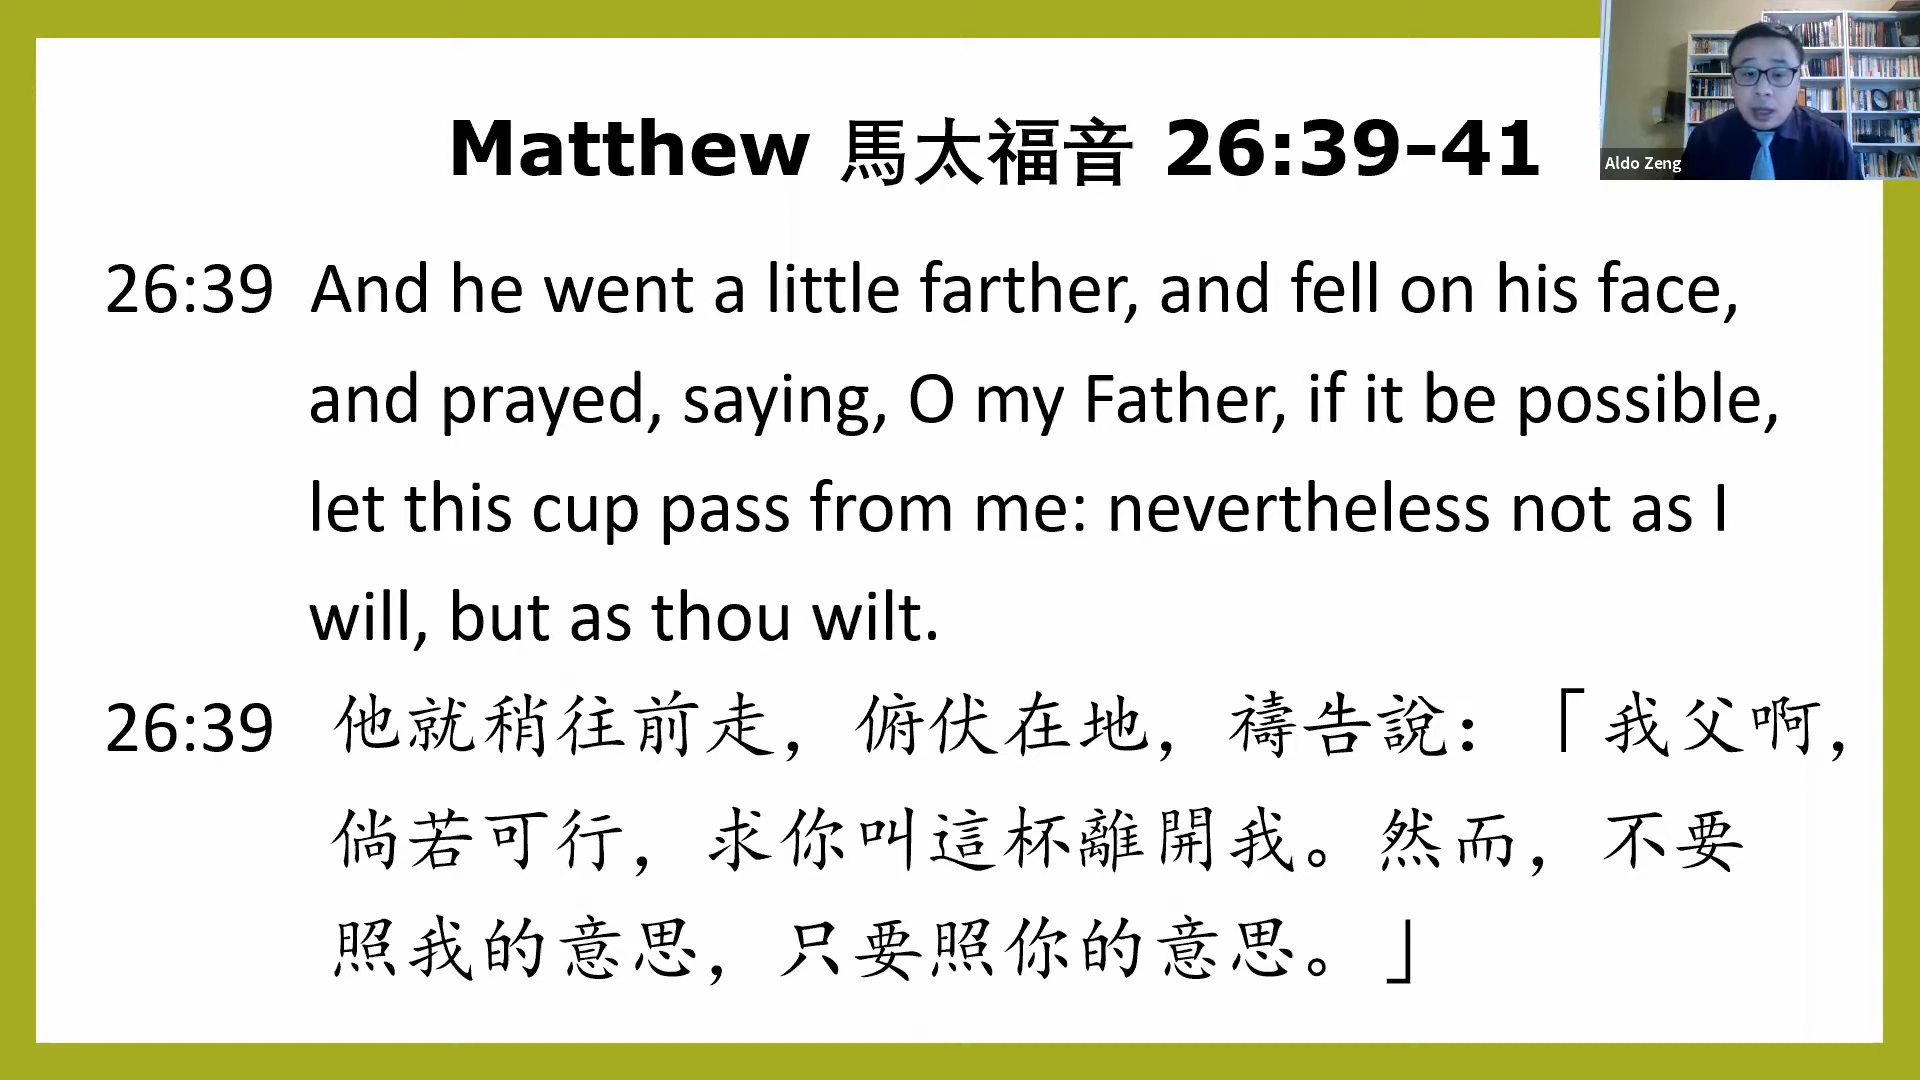 Matthew 馬太福音 26:39-41
Aldo Zeng
26:39 And he went a little farther, and fell on his face,
and prayed, saying, O my Father, if it be possible,
let this cup pass from me: nevertheless not as I
will, but as thou wilt.
26:39 他就稍往前走，俯伏在地，禱告說：「我父啊，
倘若可行，求你叫這杯離開我。然而，不要
照我的意思，只要照你的意思。」